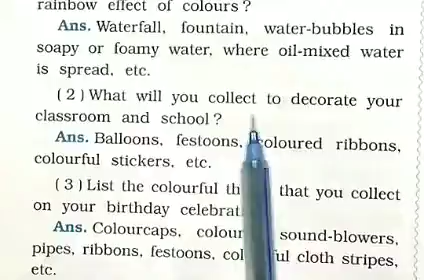 rainbow effect of colours ?
Ans. Waterfall, fountain, water-bubbles in
soapy or foamy water, where oil-mixed water
is spread, etc.
( 2 ) What will you collect to decorate your
classroom and school ?
Ans. Balloons, festoons, coloured ribbons,
colourful stickers, etc.
( 3 ) List the colourful th that you collect
on your birthday celebrat
Ans. Colourcaps, colour sound-blowers,
pipes, ribbons, festoons, col ful cloth stripes,
etc.